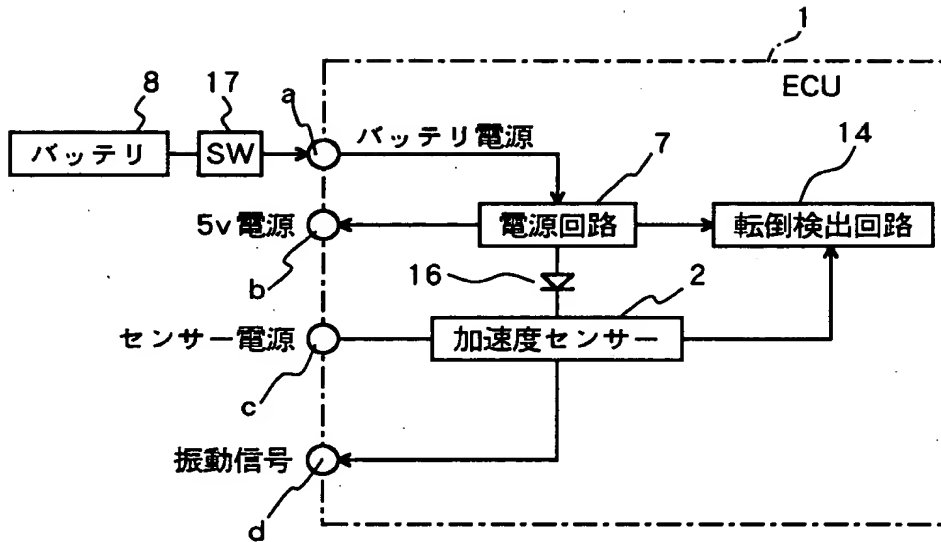 1
ECU
8
17
a
バッテリ
SW
バッテリ電源
7
14
5v電源
電源回路
転倒検出回路
b
16
2
センサー電源
加速度センサー
c
振動信号
d